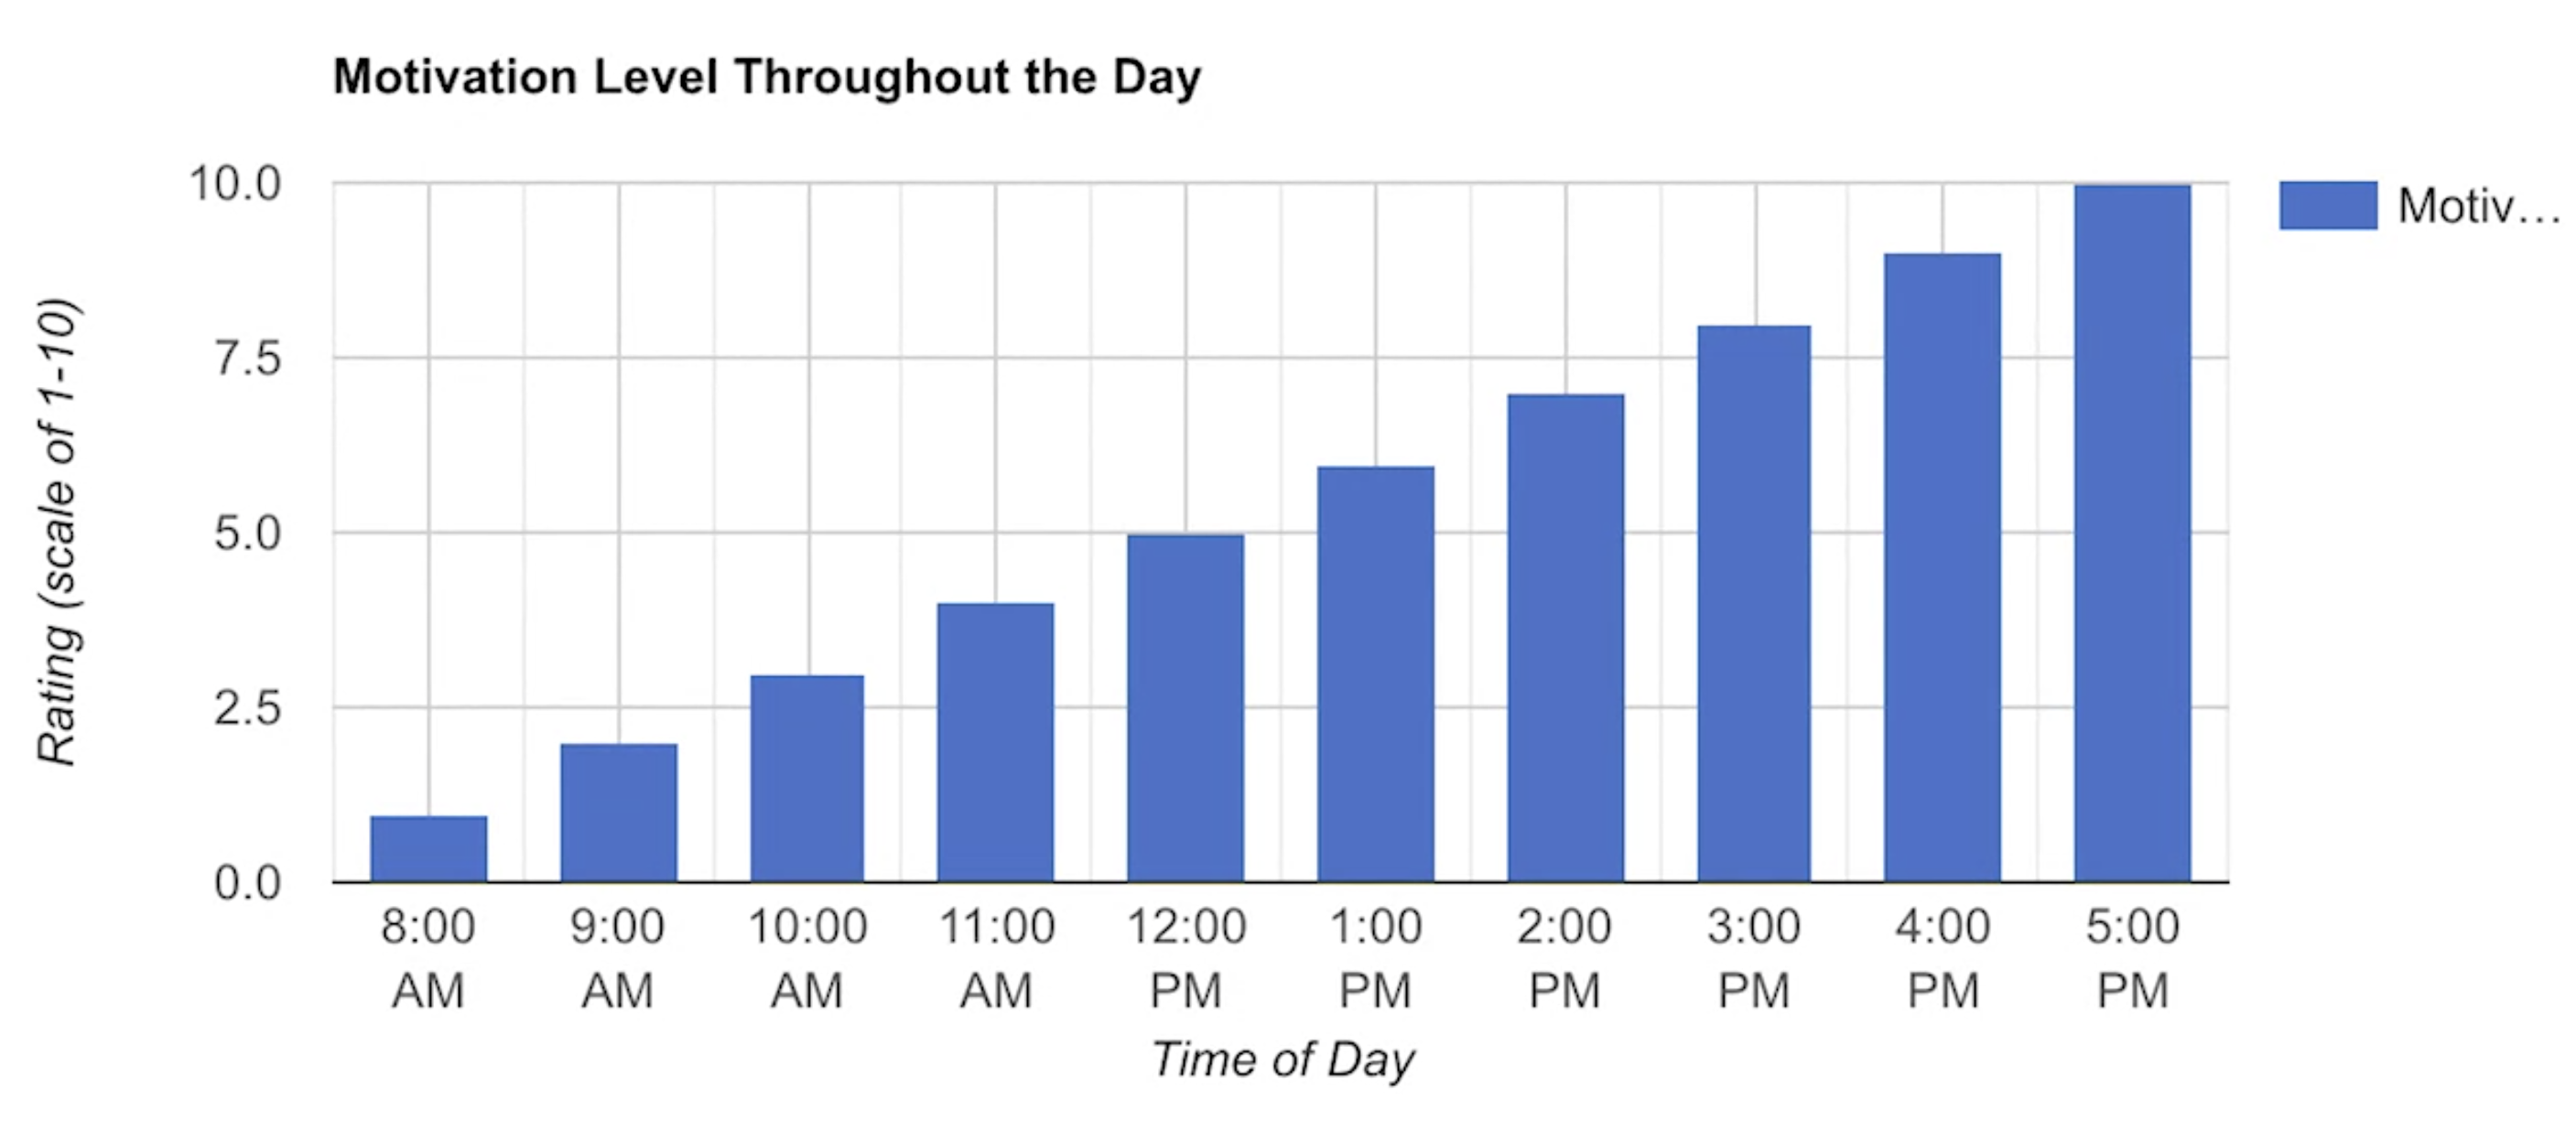 Motivation Level Throughout the Day
10.0
7.5
5.0
2.5
0.0
Rating (scale of 1-10)
Motiv…
8:00 AM
9:00 AM
10:00 AM
11:00 AM
12:00 PM
1:00 PM
2:00 PM
3:00 PM
4:00 PM
5:00 PM
Time of Day